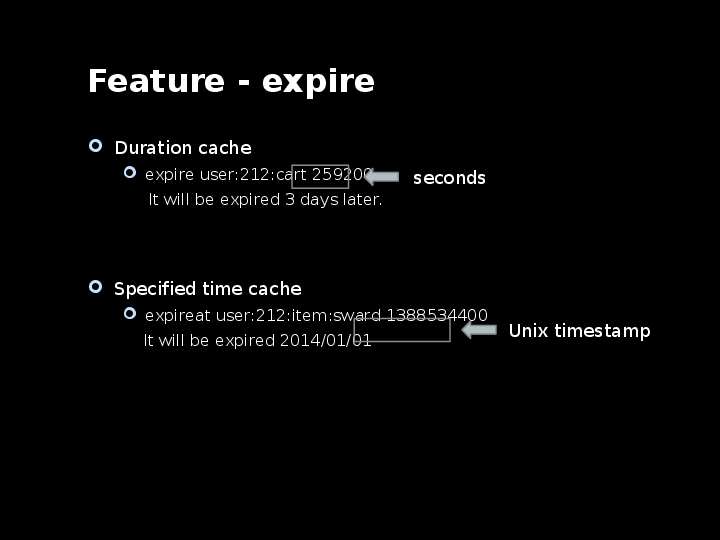 Feature - expire
Duration cache
expire user:212:cart 259200
seconds
It will be expired 3 days later.
Specified time cache
expireat user:212:item:sward 1388534400
Unix timestamp
It will be expired 2014/01/01